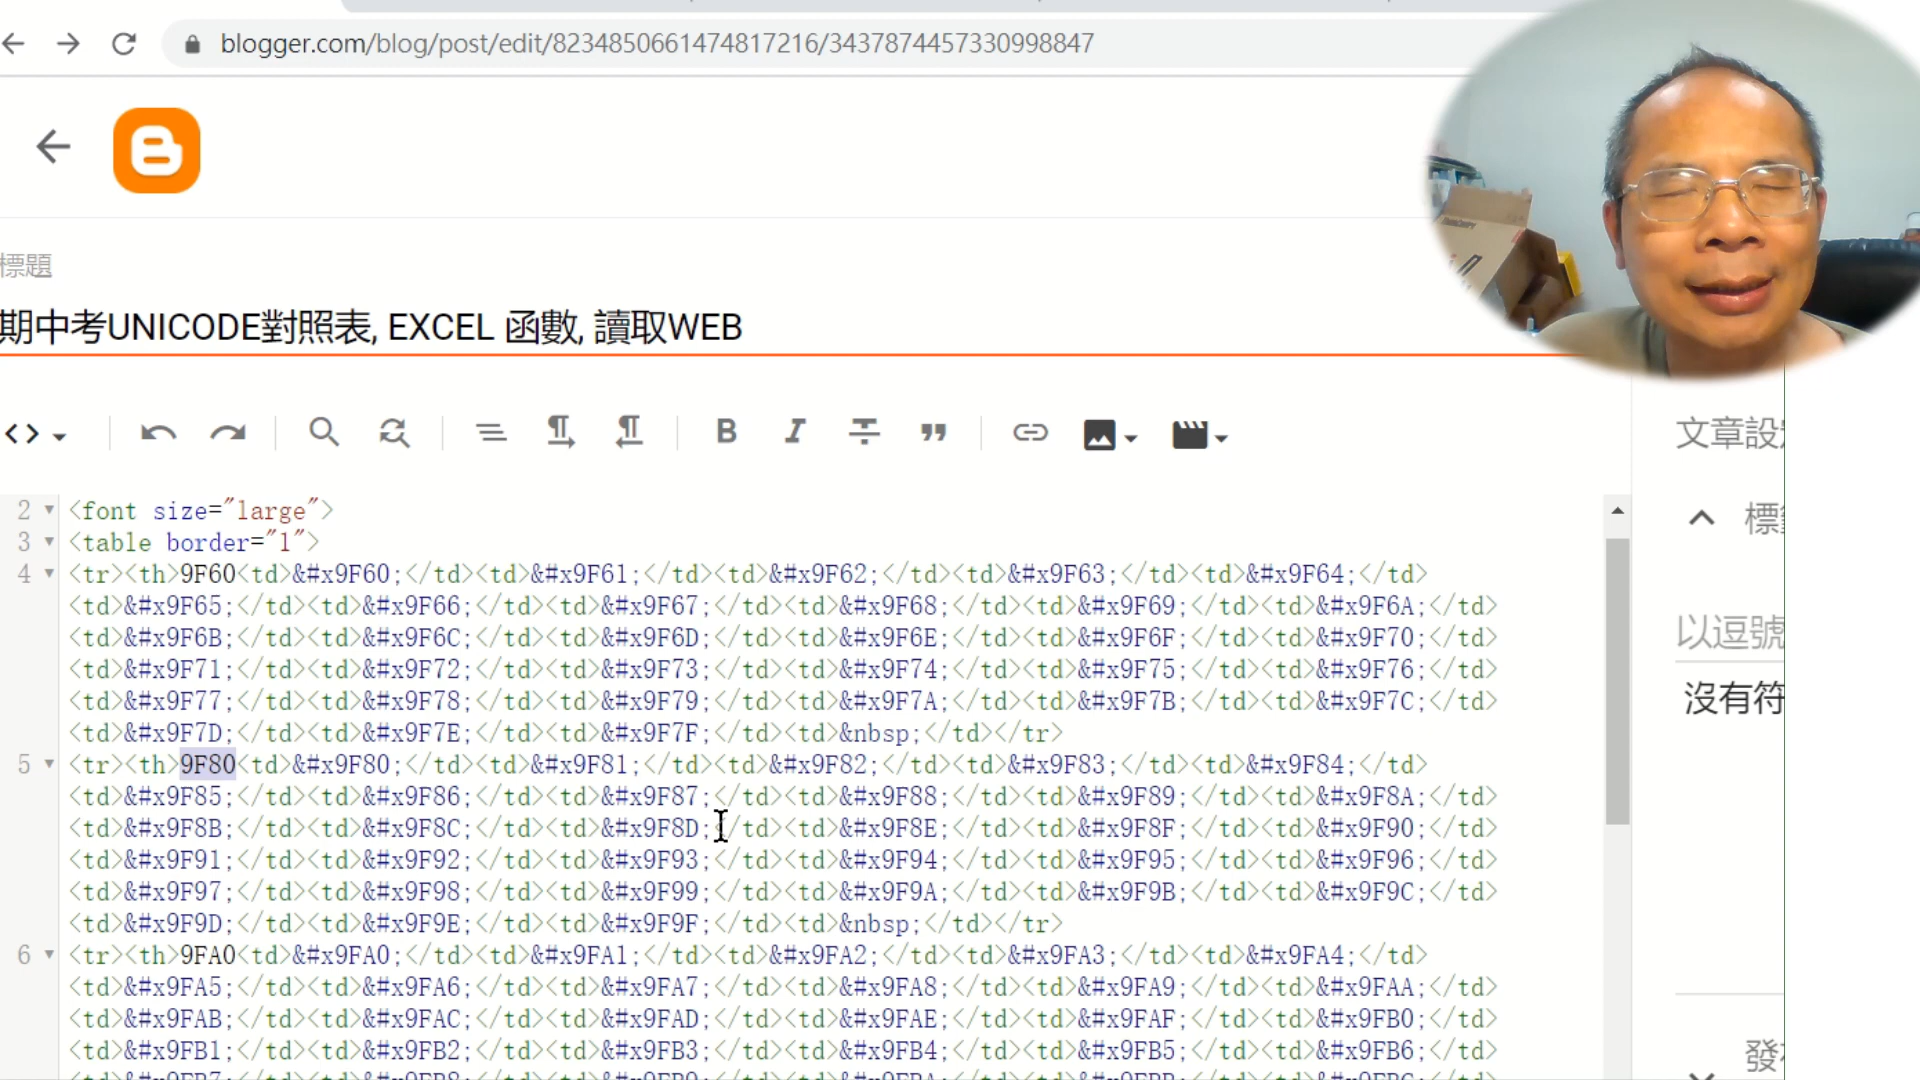 blogger.com/blog/post/edit/8234850661474817216/3437874457330998847
標題
期中考UNICODE對照表, EXCEL 函數, 讀取WEB
文章設
標
以逗號
沒有符
2 <font size="large">
3 <table border="1">
4 <tr><th>9F60<td>&#x9F60;</td><td>&#x9F61;</td><td>&#x9F62;</td><td>&#x9F63;</td><td>&#x9F64;</td>
<td>&#x9F65;</td><td>&#x9F66;</td><td>&#x9F67;</td><td>&#x9F68;</td><td>&#x9F69;</td><td>&#x9F6A;</td>
<td>&#x9F6B;</td><td>&#x9F6C;</td><td>&#x9F6D;</td><td>&#x9F6E;</td><td>&#x9F6F;</td><td>&#x9F70;</td>
<td>&#x9F71;</td><td>&#x9F72;</td><td>&#x9F73;</td><td>&#x9F74;</td><td>&#x9F75;</td><td>&#x9F76;</td>
<td>&#x9F77;</td><td>&#x9F78;</td><td>&#x9F79;</td><td>&#x9F7A;</td><td>&#x9F7B;</td><td>&#x9F7C;</td>
<td>&#x9F7D;</td><td>&#x9F7E;</td><td>&#x9F7F;</td><td>&nbsp;</td></tr>
5 <tr><th>9F80<td>&#x9F80;</td><td>&#x9F81;</td><td>&#x9F82;</td><td>&#x9F83;</td><td>&#x9F84;</td>
<td>&#x9F85;</td><td>&#x9F86;</td><td>&#x9F87;</td><td>&#x9F88;</td><td>&#x9F89;</td><td>&#x9F8A;</td>
<td>&#x9F8B;</td><td>&#x9F8C;</td><td>&#x9F8D;</td><td>&#x9F8E;</td><td>&#x9F8F;</td><td>&#x9F90;</td>
<td>&#x9F91;</td><td>&#x9F92;</td><td>&#x9F93;</td><td>&#x9F94;</td><td>&#x9F95;</td><td>&#x9F96;</td>
<td>&#x9F97;</td><td>&#x9F98;</td><td>&#x9F99;</td><td>&#x9F9A;</td><td>&#x9F9B;</td><td>&#x9F9C;</td>
<td>&#x9F9D;</td><td>&#x9F9E;</td><td>&#x9F9F;</td><td>&nbsp;</td></tr>
6 <tr><th>9FA0<td>&#x9FA0;</td><td>&#x9FA1;</td><td>&#x9FA2;</td><td>&#x9FA3;</td><td>&#x9FA4;</td>
<td>&#x9FA5;</td><td>&#x9FA6;</td><td>&#x9FA7;</td><td>&#x9FA8;</td><td>&#x9FA9;</td><td>&#x9FAA;</td>
<td>&#x9FAB;</td><td>&#x9FAC;</td><td>&#x9FAD;</td><td>&#x9FAE;</td><td>&#x9FAF;</td><td>&#x9FB0;</td>
<td>&#x9FB1;</td><td>&#x9FB2;</td><td>&#x9FB3;</td><td>&#x9FB4;</td><td>&#x9FB5;</td><td>&#x9FB6;</td>
發